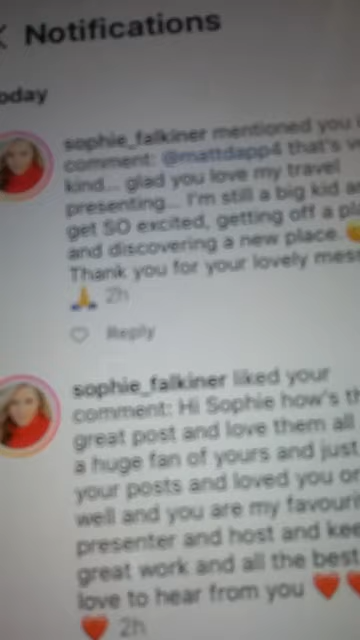 Notifications
oday
sophie_falkiner mentioned you i
comment: @mattdapp4 that's v
kind... glad you love my travel
presenting... I'm still a big kid a
get SO excited, getting off a pl
and discovering a new place. 😊
Thank you for your lovely mess
🙏 2h
Reply
sophie_falkiner liked your
comment: Hi Sophie how's th
great post and love them all
a huge fan of yours and just
your posts and loved you or
well and you are my favour
presenter and host and kee
great work and all the best
love to hear from you ❤️❤️
❤️ 2h